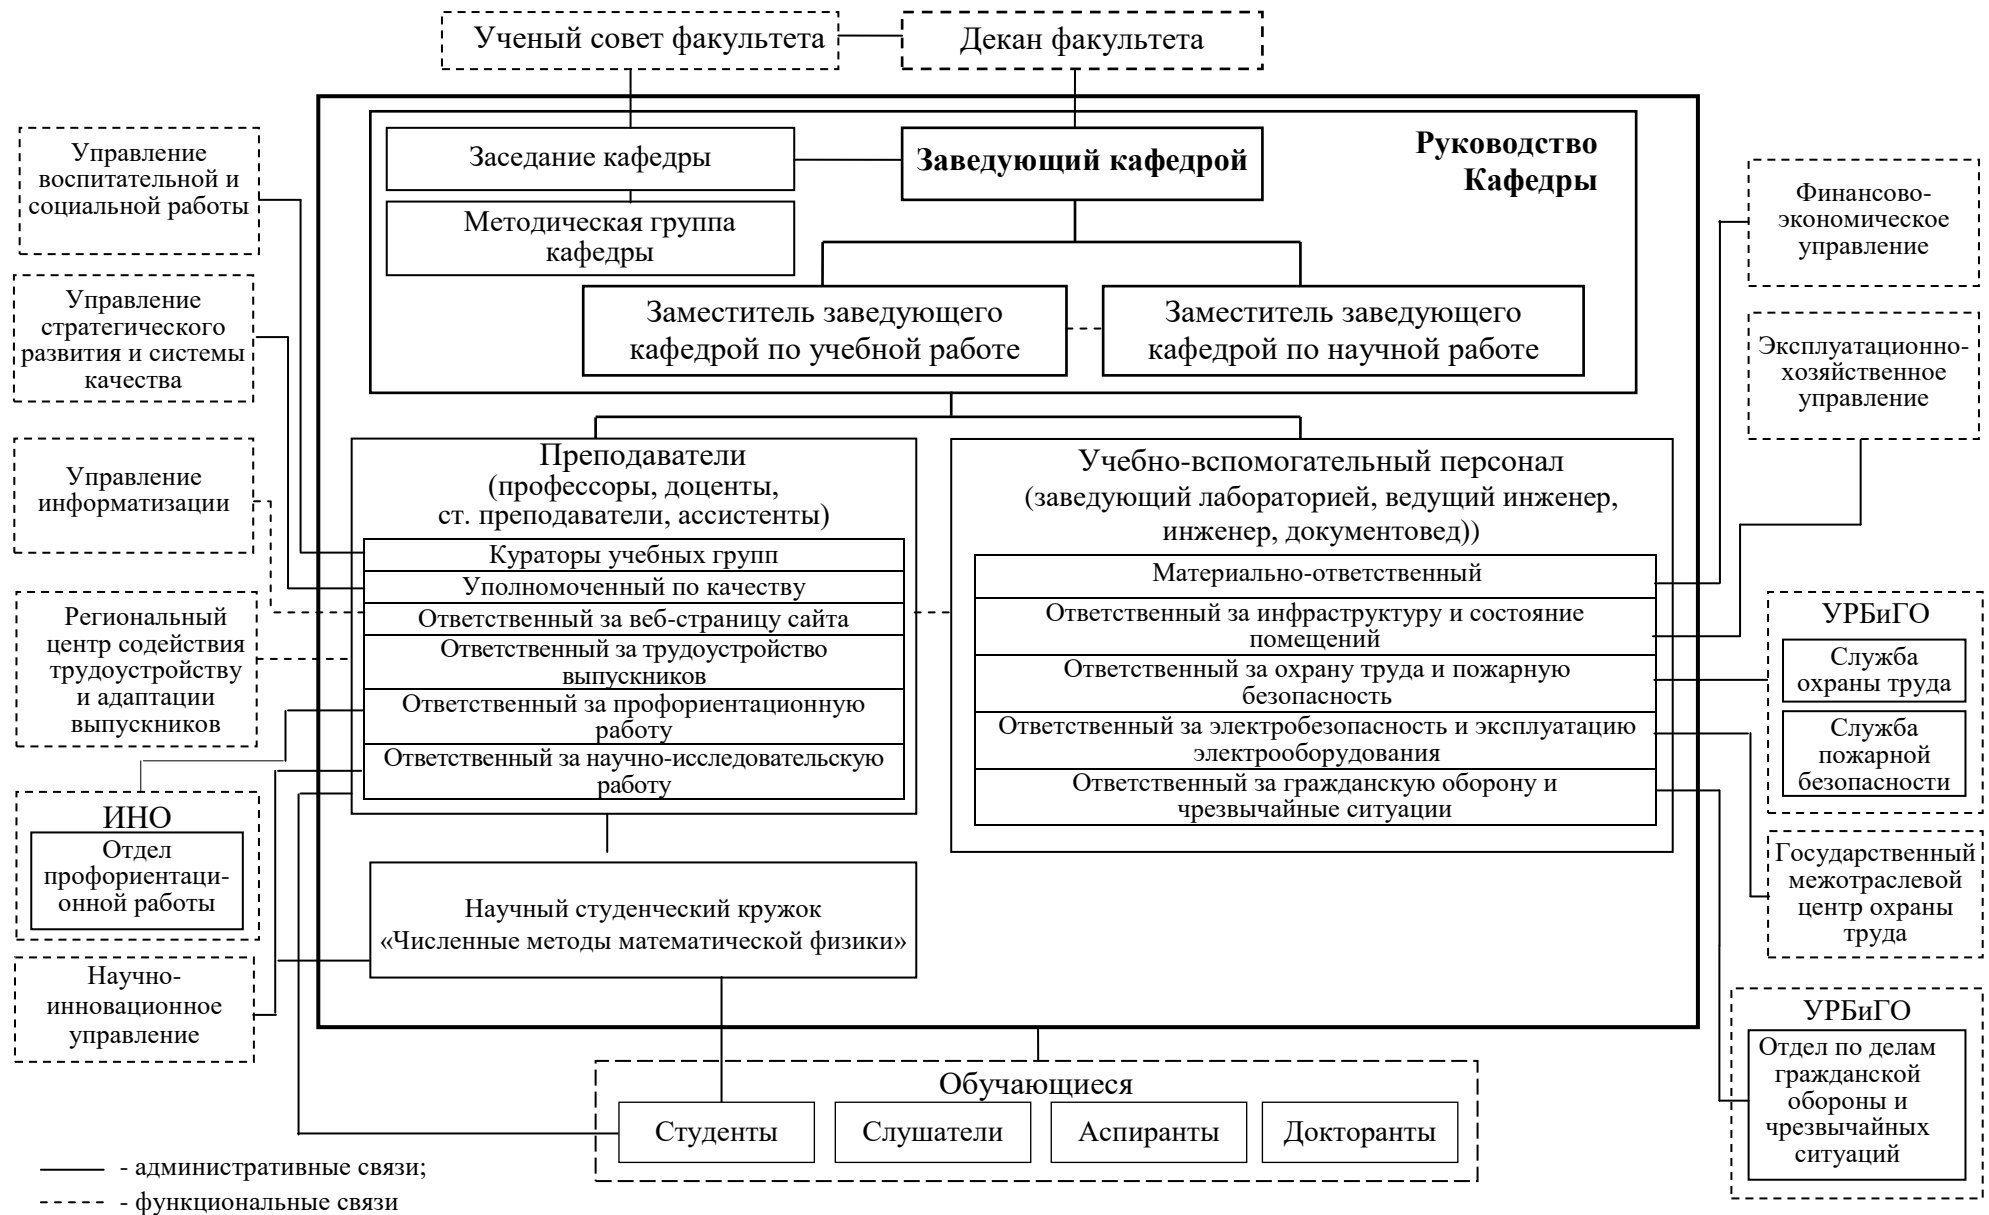 Ученый совет факультета
Декан факультета
Руководство
Кафедры
Заседание кафедры
Заведующий кафедрой
Методическая группа
кафедры
Заместитель заведующего
кафедрой по учебной работе
Заместитель заведующего
кафедрой по научной работе
Управление
воспитательной и
социальной работы
Управление
стратегического
развития и системы
качества
Управление
информатизации
Региональный
центр содействия
трудоустройству
и адаптации
выпускников
ИНО
Отдел
профориентаци-
онной работы
Научно-
инновационное
управление
Преподаватели
(профессоры, доценты,
ст. преподаватели, ассистенты)
Кураторы учебных групп
Уполномоченный по качеству
Ответственный за веб-страницу сайта
Ответственный за трудоустройство
выпускников
Ответственный за профориентационную
работу
Ответственный за научно-исследовательскую
работу
Научный студенческий кружок
«Численные методы математической физики»
Учебно-вспомогательный персонал
(заведующий лабораторией, ведущий инженер,
инженер, документовед))
Материально-ответственный
Ответственный за инфраструктуру и состояние
помещений
Ответственный за охрану труда и пожарную
безопасность
Ответственный за электробезопасность и эксплуатацию
электрооборудования
Ответственный за гражданскую оборону и
чрезвычайные ситуации
Финансово-
экономическое
управление
Эксплуатационно-
хозяйственное
управление
УРБиГО
Служба
охраны труда
Служба
пожарной
безопасности
Государственный
межотраслевой
центр охраны
труда
УРБиГО
Отдел по делам
гражданской
обороны и
чрезвычайных
ситуаций
Обучающиеся
Студенты
Слушатели
Аспиранты
Докторанты
- административные связи;
- функциональные связи